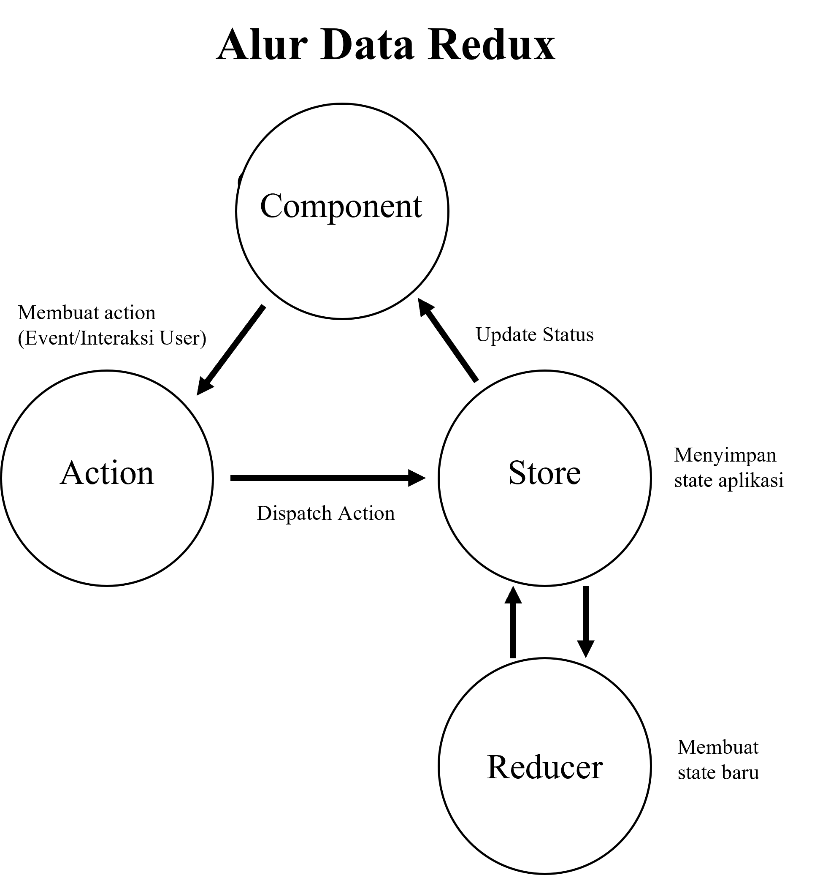 Alur Data Redux
Component
Membuat action
(Event/Interaksi User)
Update Status
Action
Dispatch Action
Store
Menyimpan
state aplikasi
Reducer
Membuat
state baru